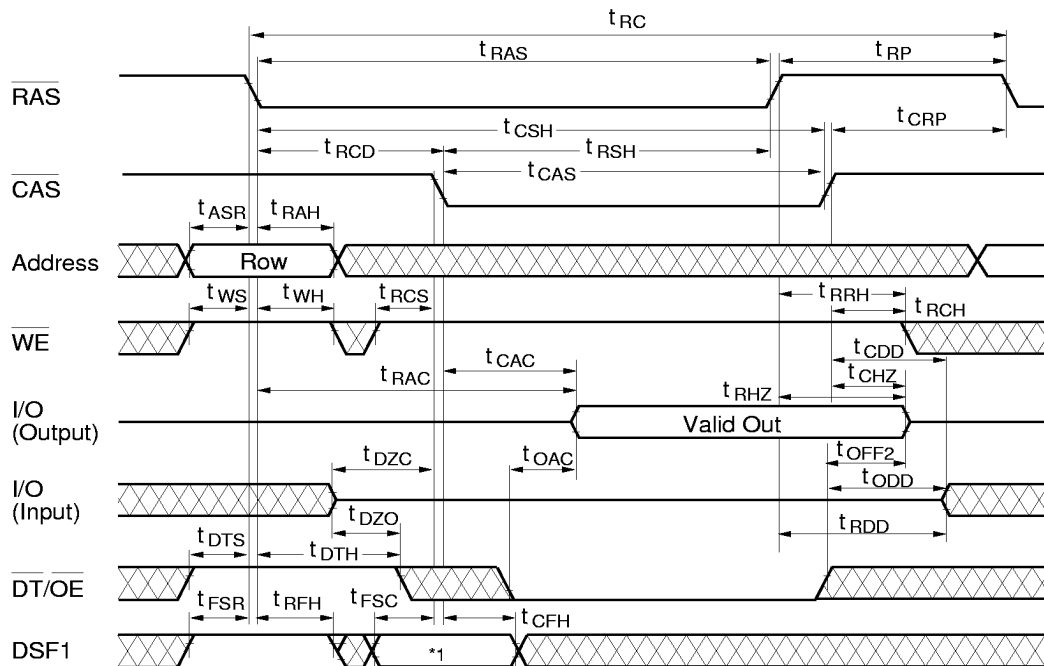 tRC
tRAS tRP
RAS
tCSH tCRP
tRCD tRSH
CAS tCAS
tASR tRAH
Address Row
tWS tWH tRCS tRRH tRCH
WE
tCAC tCDD
tRAC tCHZ
tRHZ
I/O
(Output) Valid Out
tDZC tOAC tOFF2
I/O
(Input) tODD
tDZO tRDD
tDTS tDTH
DT/OE
tFSR tRFH tFSC tCFH
DSF1 *1